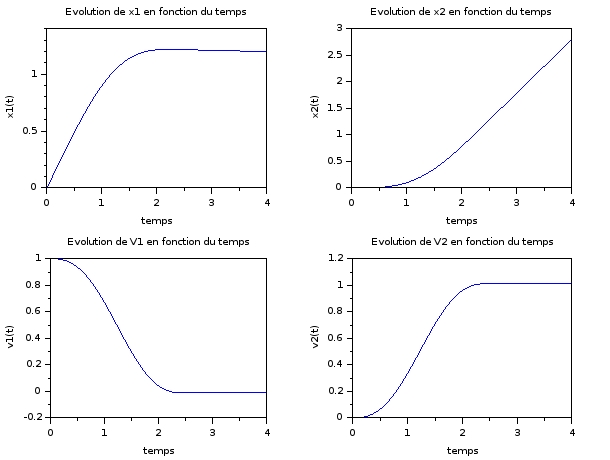 Evolution de x1 en fonction du temps
x1(t)
1
0.5
0
0 1 2 3 4
temps
Evolution de x2 en fonction du temps
x2(t)
3
2.5
2
1.5
1
0.5
0
0 1 2 3 4
temps
Evolution de V1 en fonction du temps
v1(t)
1
0.8
0.6
0.4
0.2
0
-0.2
0 1 2 3 4
temps
Evolution de V2 en fonction du temps
v2(t)
1.2
1
0.8
0.6
0.4
0.2
0
0 1 2 3 4
temps